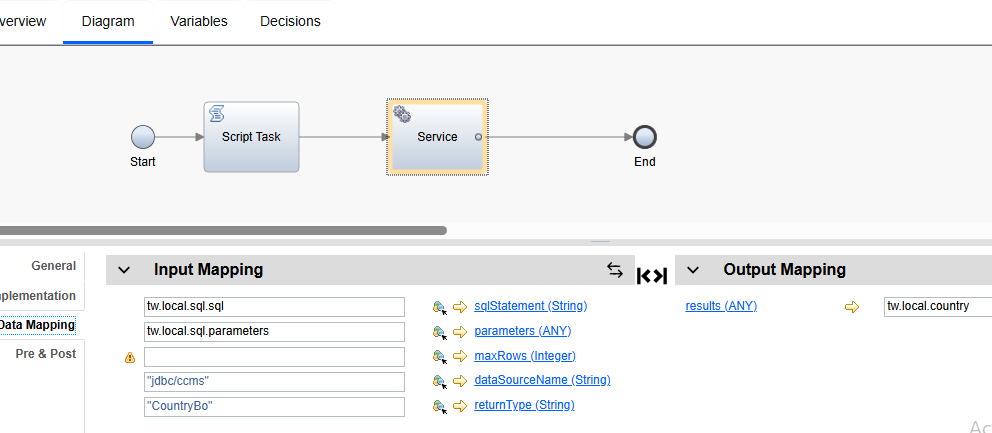 verview Diagram Variables Decisions
Script Task Service
Start End
General Input Mapping Output Mapping
nplementation tw.local.sql.sql sqlStatement (String) results (ANY) tw.local.country
Data Mapping tw.local.sql.parameters parameters (ANY)
Pre & Post maxRows (Integer)
"jdbc/ccms" dataSourceName (String)
"CountryBo" returnType (String)
Ac